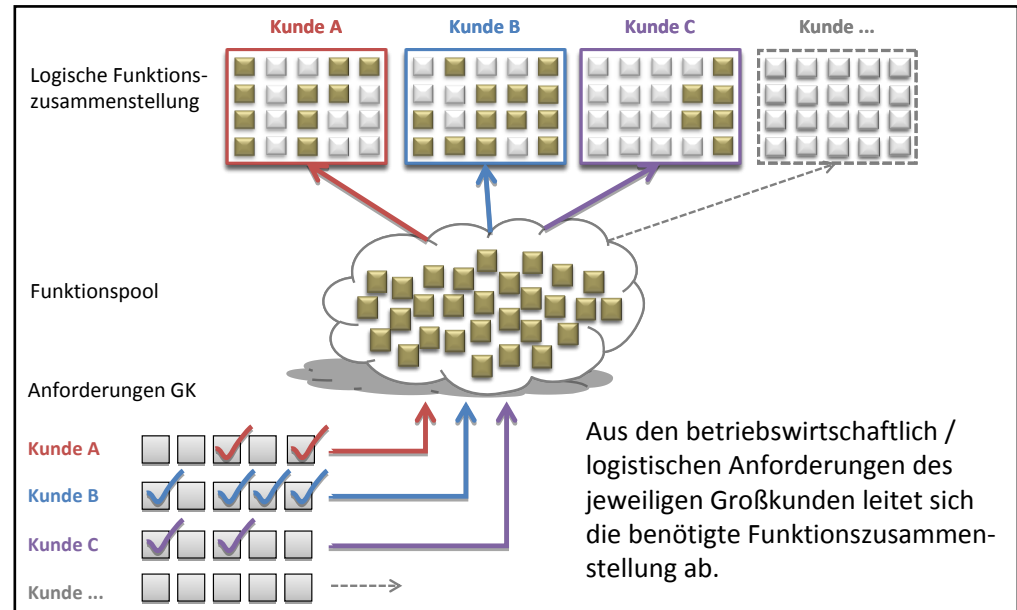 Kunde A
Kunde B
Kunde C
Kunde ...
Logische Funktions-
zusammenstellung
Funktionspool
Anforderungen GK
Kunde A
Kunde B
Kunde C
Kunde ...
Aus den betriebswirtschaftlich /
logistischen Anforderungen des
jeweiligen Großkunden leitet sich
die benötigte Funktionszusammen-
stellung ab.